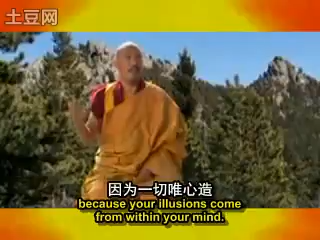 土豆网
因为一切唯心造
because your illusions come
from within your mind.